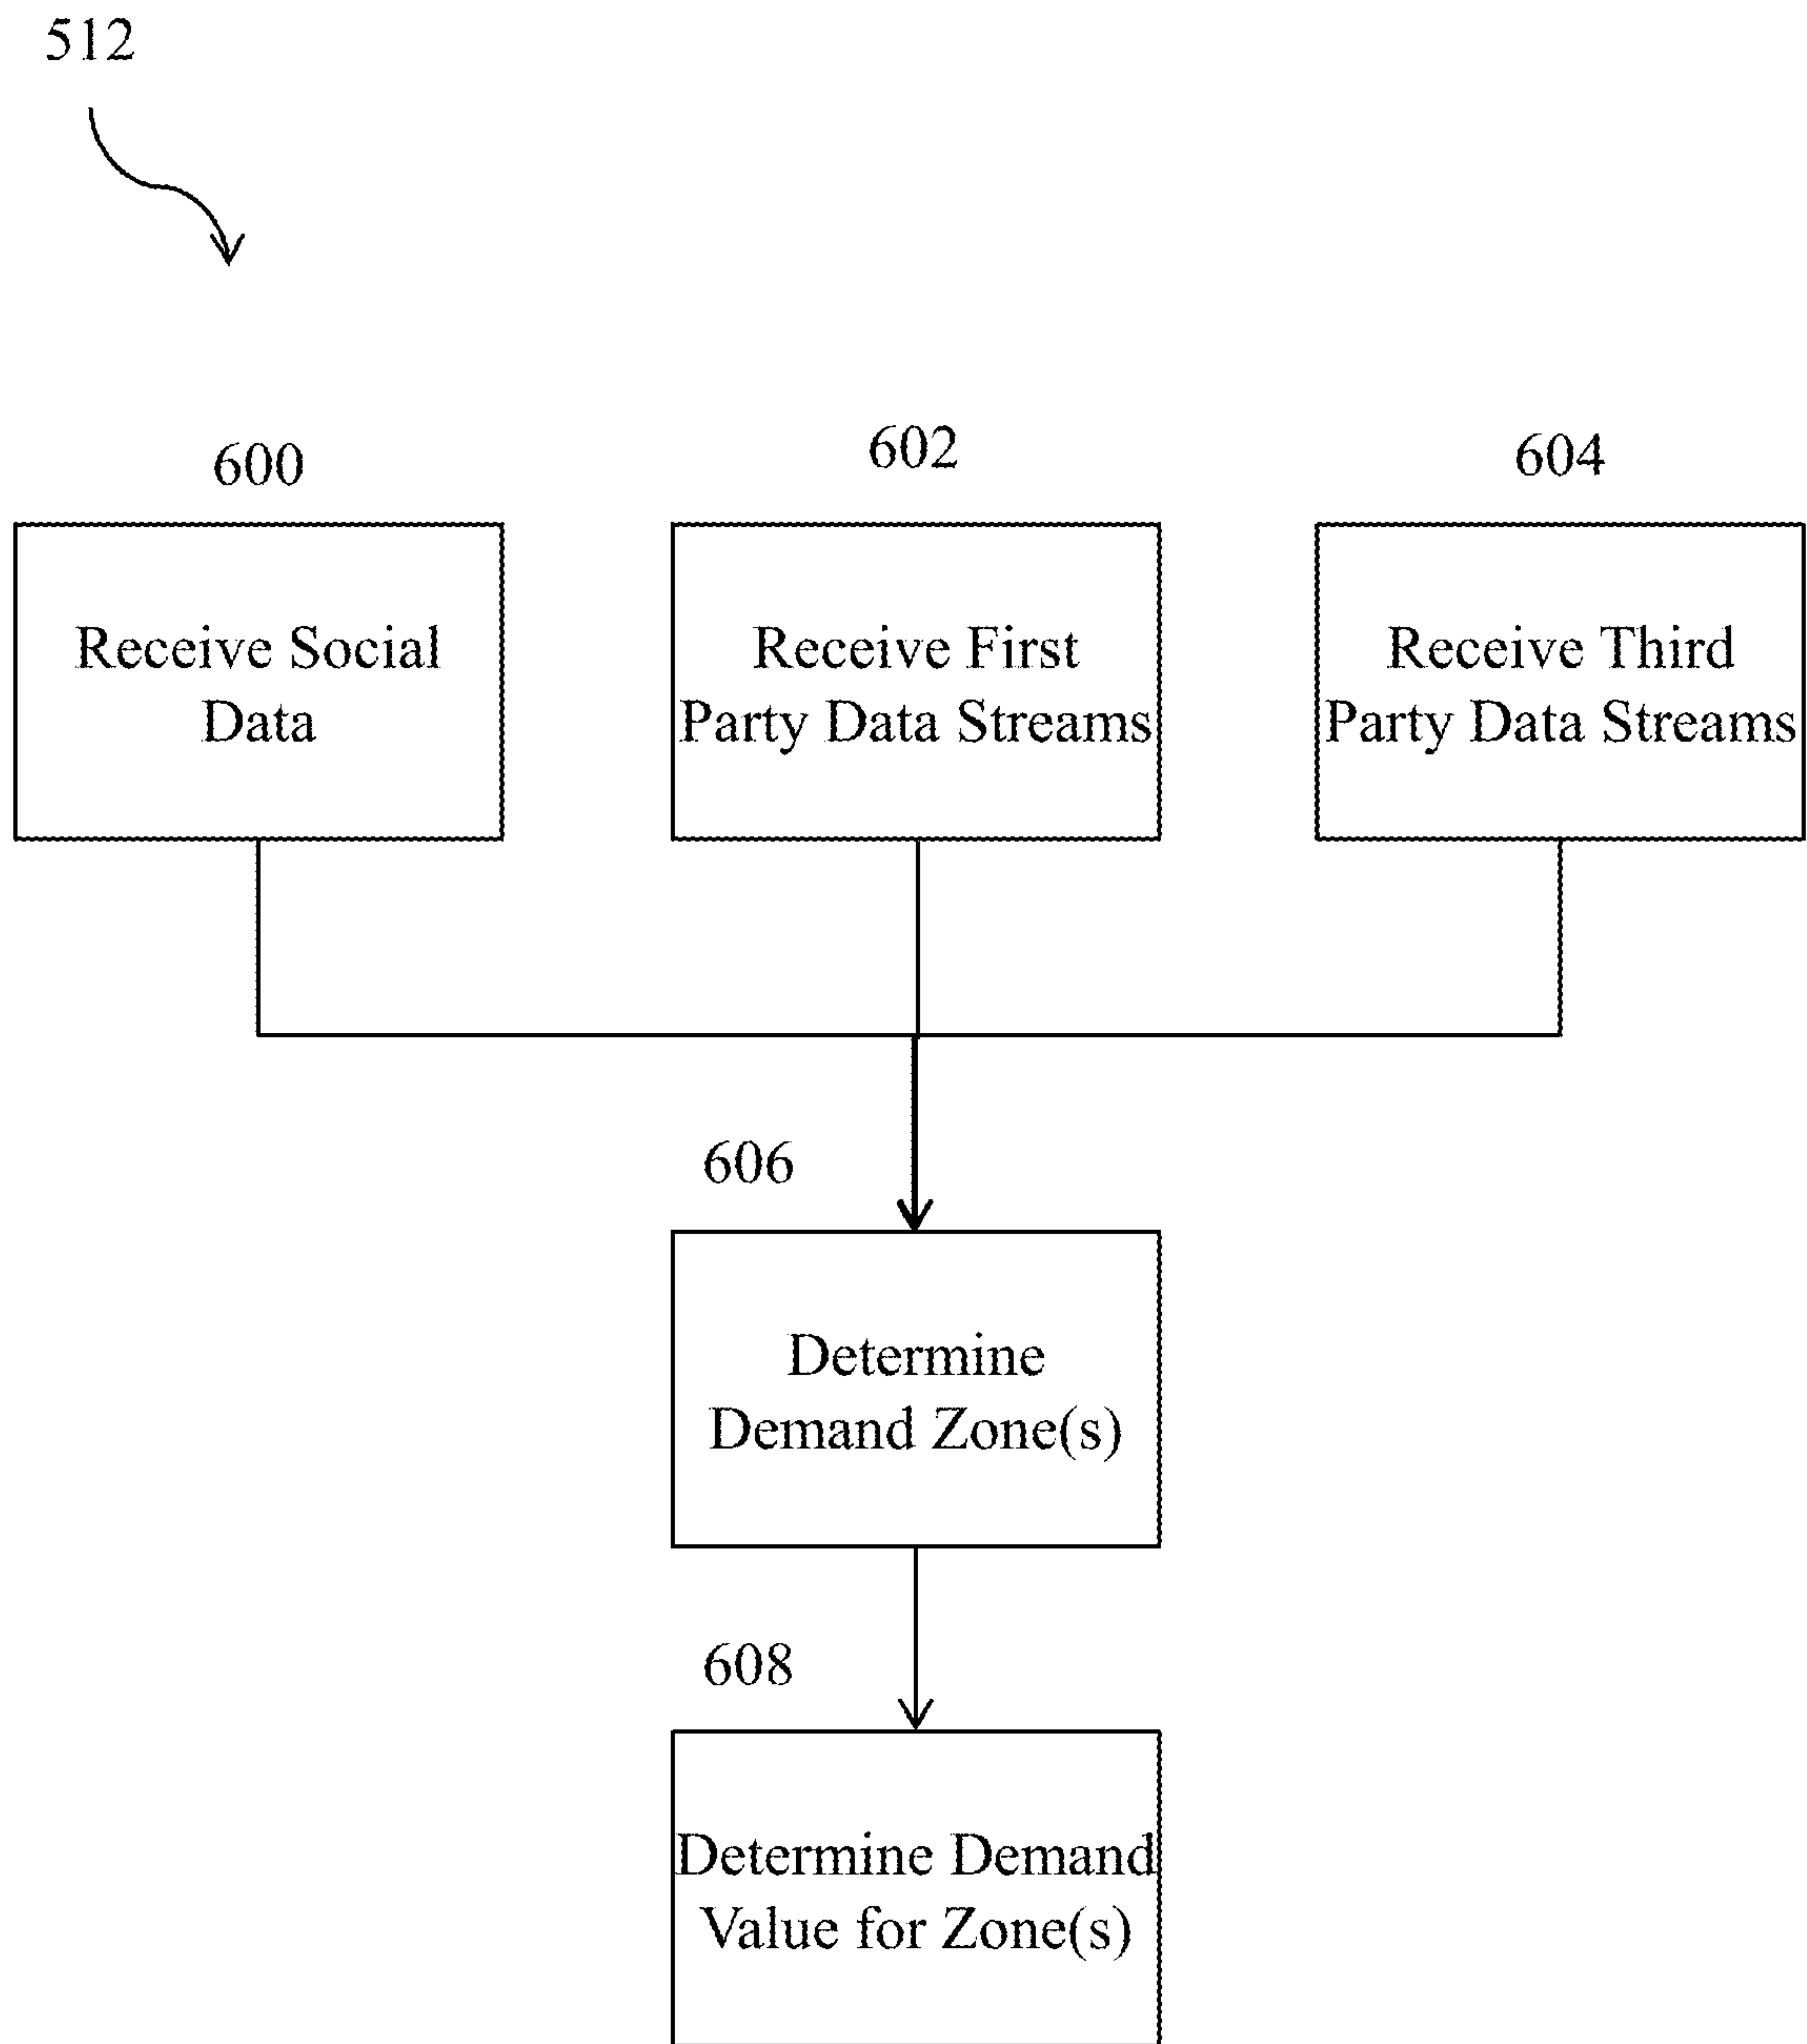 512
600
602
604
Receive Social
Data
Receive First
Party Data Streams
Receive Third
Party Data Streams
606
Determine
Demand Zone(s)
608
Determine Demand
Value for Zone(s)